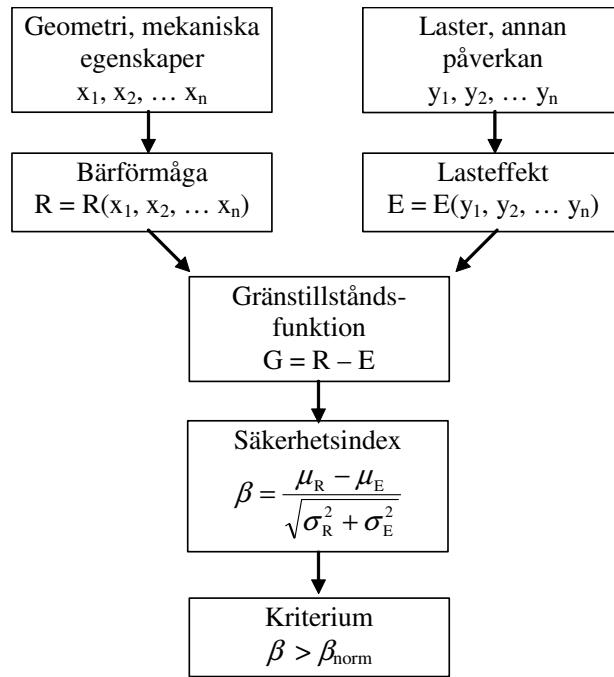 Geometri, mekaniska
egenskaper
x₁, x₂, … xₙ
Laster, annan
påverkan
y₁, y₂, … yₙ
Bärförmåga
R = R(x₁, x₂, … xₙ)
Lasteffekt
E = E(y₁, y₂, … yₙ)
Gränstillstånds-
funktion
G = R – E
Säkerhetsindex
β = (μ_R − μ_E) / √(σ_R² + σ_E²)
Kriterium
β > β_norm